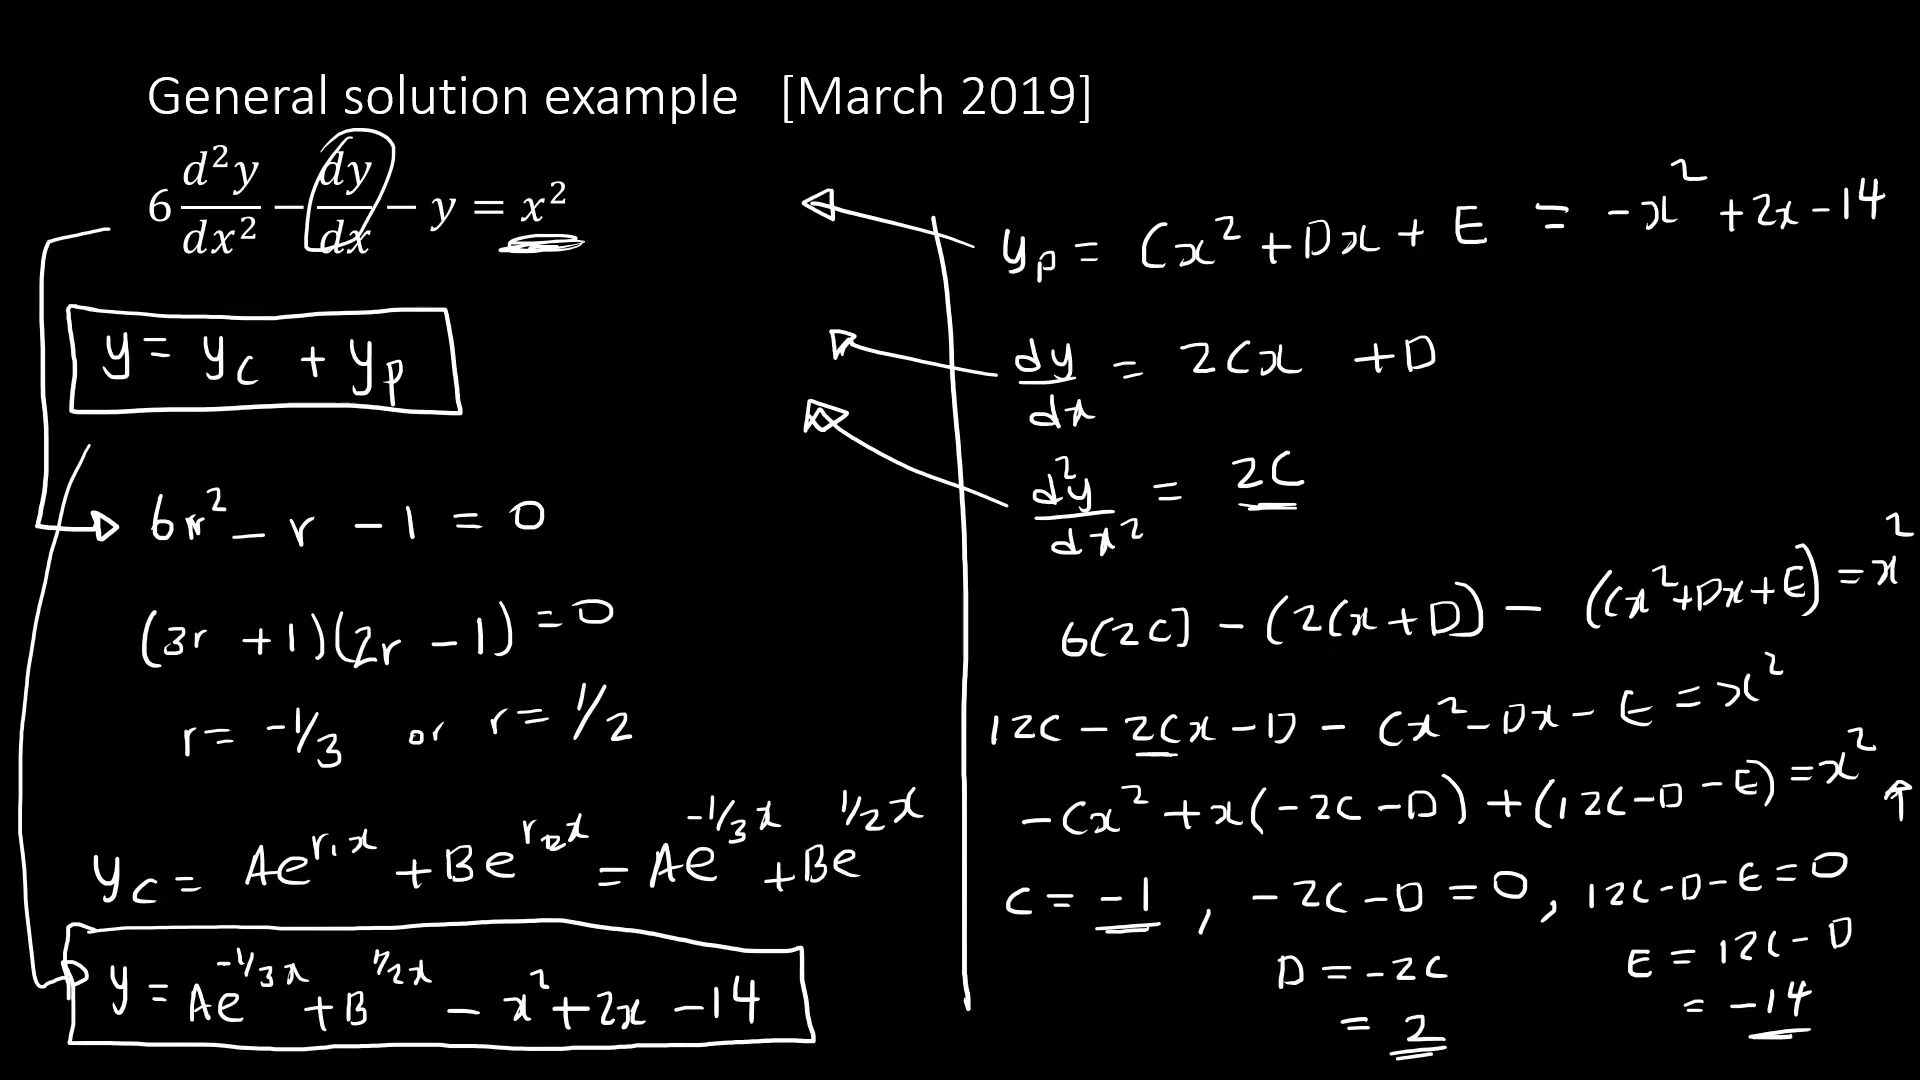 General solution example [March 2019]
6 d²y/dx² − dy/dx − y = x²
y = y_c + y_p
6r² − r − 1 = 0
(3r + 1)(2r − 1) = 0
r = -1/3 or r = 1/2
y_c = Ae^(r₁x) + Be^(r₂x) = Ae^(-1/3x) + Be^(1/2x)
y = Ae^(-1/3x) + B^(1/2x) − x² + 2x − 14
y_p = Cx² + Dx + E = -x² + 2x - 14
dy/dx = 2Cx + D
d²y/dx² = 2C
6(2C) − (2Cx + D) − (Cx² + Dx + E) = x²
12C − 2Cx − D − Cx² − Dx − E = x²
−Cx² + x(−2C − D) + (12C − D − E) = x²
C = −1, −2C − D = 0, 12C − D − E = 0
D = −2C
= 2
E = 12C − D
= −14